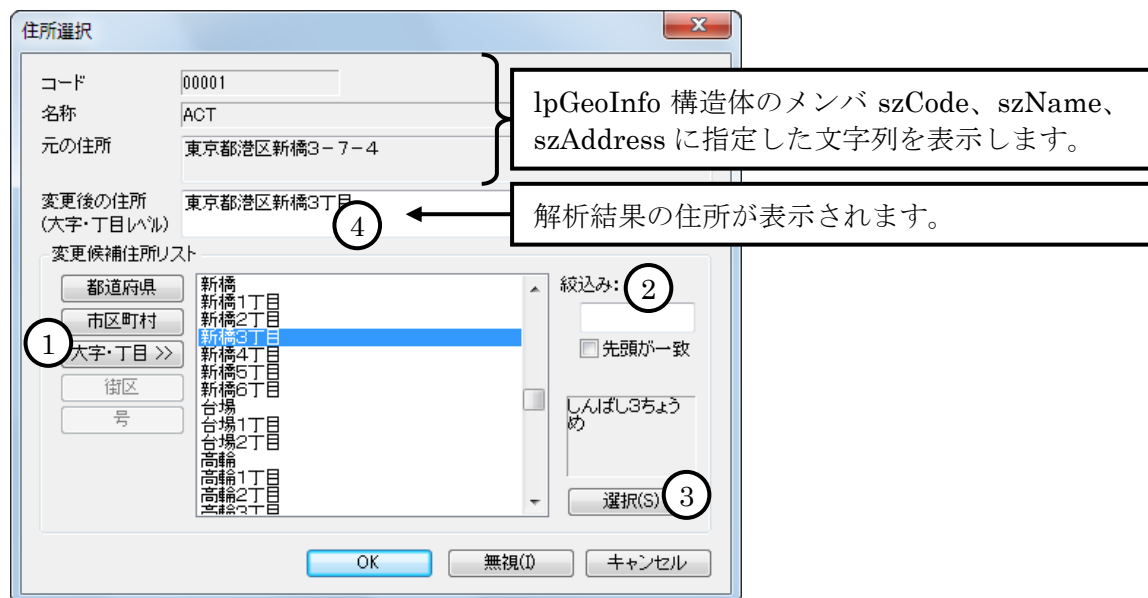 住所選択
コード 00001
名称 ACT
元の住所 東京都港区新橋3-7-4
lpGeoInfo 構造体のメンバ szCode、szName、
szAddress に指定した文字列を表示します。
変更後の住所 東京都港区新橋3丁目
(大字・丁目レベル)
4
解析結果の住所が表示されます。
変更候補住所リスト
都道府県
市区町村
1
大字・丁目 >>
街区
号
新橋
新橋1丁目
新橋2丁目
新橋3丁目
新橋4丁目
新橋5丁目
新橋6丁目
台場
台場1丁目
台場2丁目
高輪
高輪1丁目
高輪2丁目
高輪3丁目
絞込み:
2
先頭が一致
しんばし3ちょう
め
選択(S)
3
OK 無視(I) キャンセル